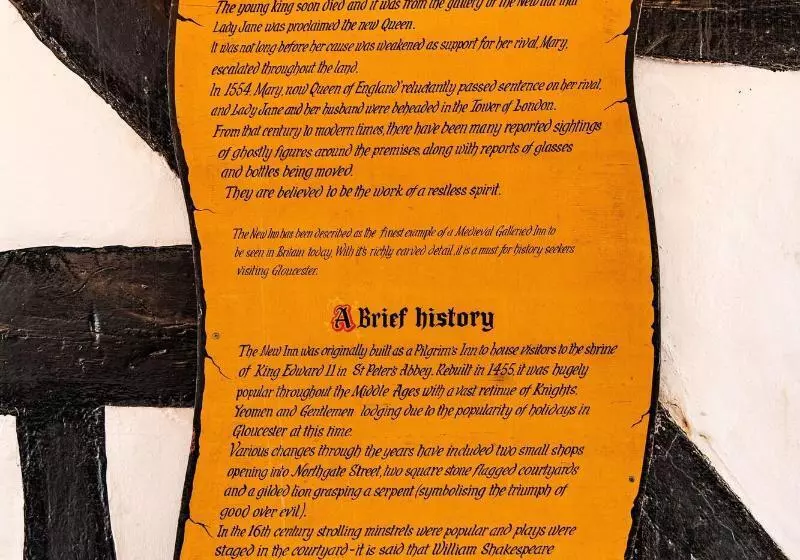 The young king soon died and it was from the gallery of the New Inn that
Lady Jane was proclaimed the new Queen.
It was not long before her cause was weakened as support for her rival, Mary,
escalated throughout the land.
In 1554 Mary, now Queen of England reluctantly passed sentence on her rival,
and Lady Jane and her husband were beheaded in the Tower of London.
From that century to modern times, there have been many reported sightings
of ghostly figures around the premises, along with reports of glasses
and bottles being moved.
They are believed to be the work of a restless spirit.
The New Inn has been described as the finest example of a Medieval Galleried Inn to
be seen in Britain today. With it's richly carved detail, it is a must for history seekers
visiting Gloucester.
A Brief history
The New Inn was originally built as a Pilgrim's Inn to house visitors to the shrine
of King Edward II in St Peter's Abbey. Rebuilt in 1455, it was hugely
popular throughout the Middle Ages with a vast retinue of Knights,
Yeomen and Gentlemen lodging due to the popularity of holidays in
Gloucester at this time.
Various changes through the years have included two small shops
opening into Northgate Street, two square stone flagged courtyards
and a gilded lion grasping a serpent (symbolising the triumph of
good over evil).
In the 16th century strolling minstrels were popular and plays were
staged in the courtyard - it is said that William Shakespeare